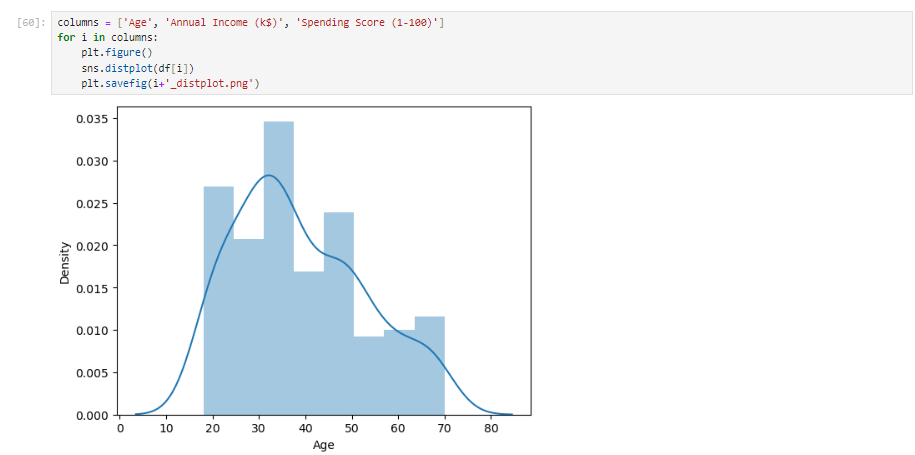 [60]: columns = ['Age', 'Annual Income (k$)', 'Spending Score (1-100)']
for i in columns:
    plt.figure()
    sns.distplot(df[i])
    plt.savefig(i+'_distplot.png')
0.035
0.030
0.025
0.020
0.015
0.010
0.005
0.000
Density
0 10 20 30 40 50 60 70 80
Age